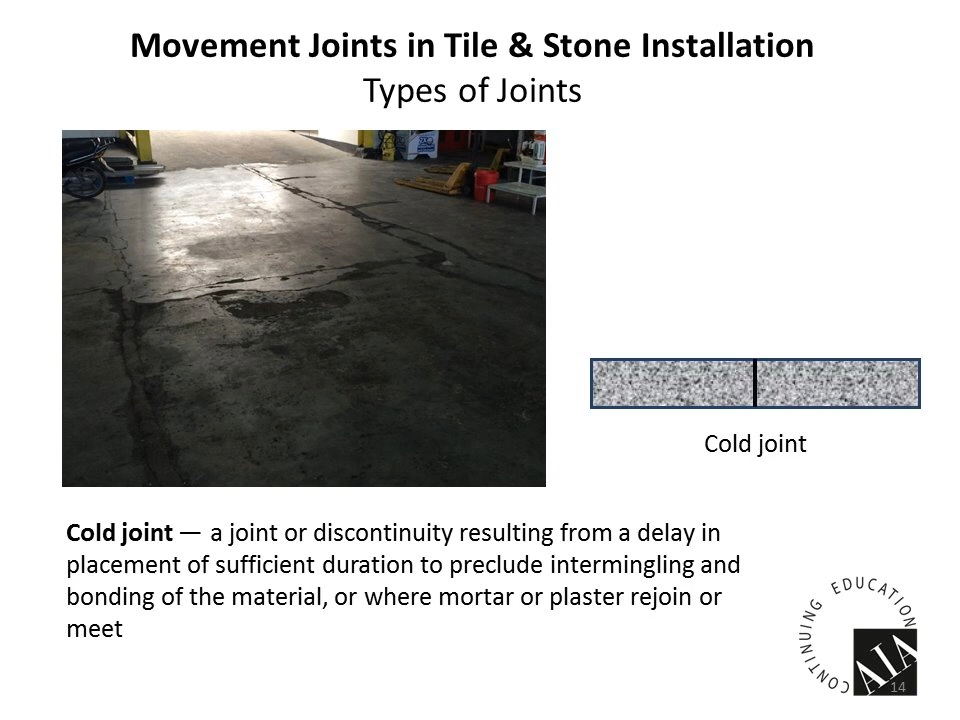 Movement Joints in Tile & Stone Installation
Types of Joints
Cold joint
Cold joint — a joint or discontinuity resulting from a delay in
placement of sufficient duration to preclude intermingling and
bonding of the material, or where mortar or plaster rejoin or
meet
CONTINUING EDUCATION
AIA
14